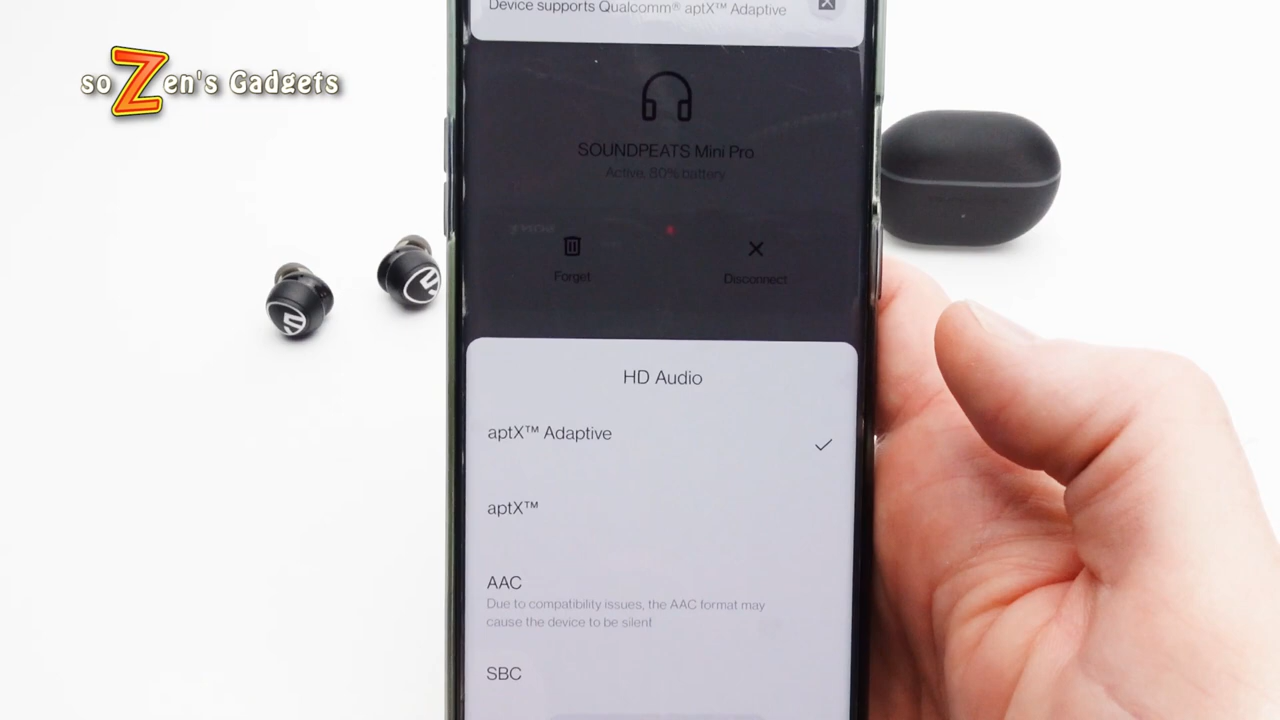 Device supports Qualcomm® aptX™ Adaptive
soZen's Gadgets
SOUNDPEATS Mini Pro
Active, 80% battery
Forget
Disconnect
HD Audio
aptX™ Adaptive
aptX™
AAC
Due to compatibility issues, the AAC format may
cause the device to be silent
SBC